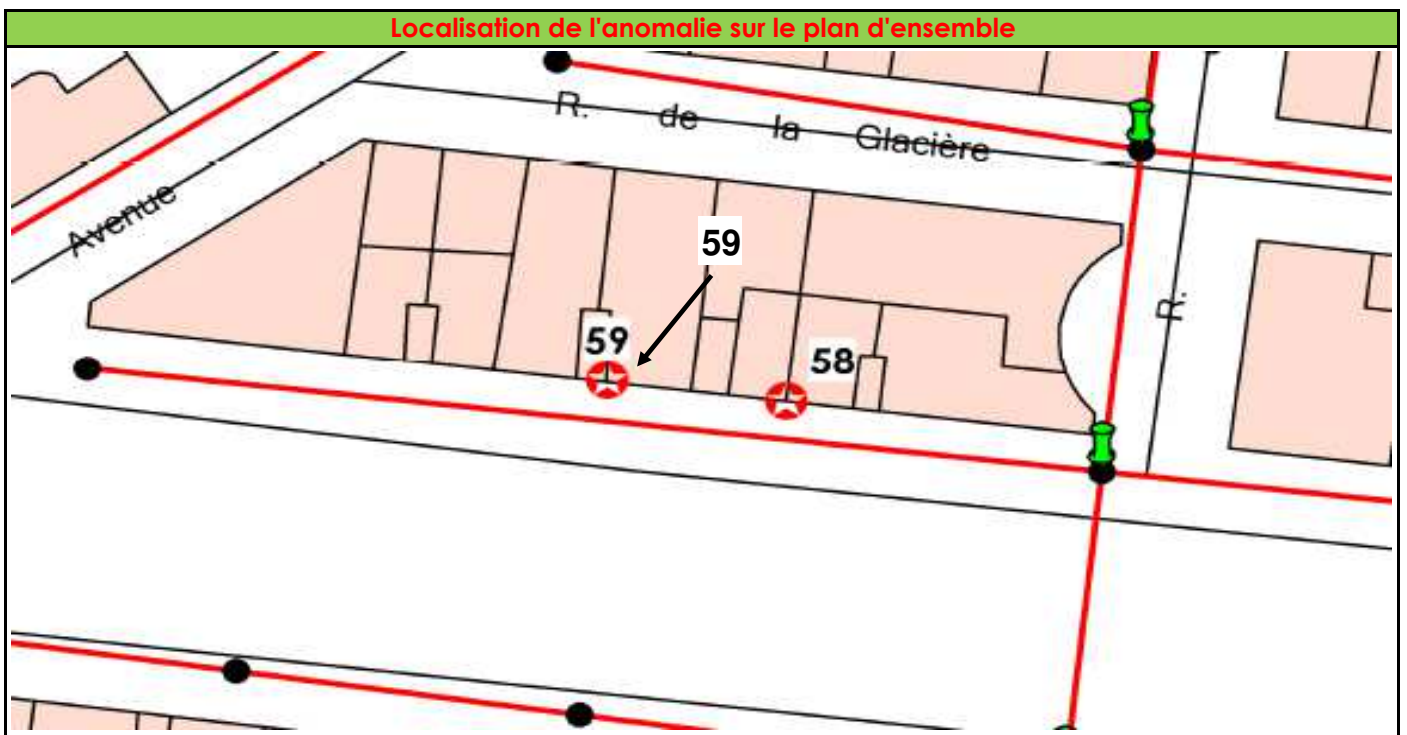 Localisation de l'anomalie sur le plan d'ensemble
R. de la Glacière
Avenue
59
R.
59
58